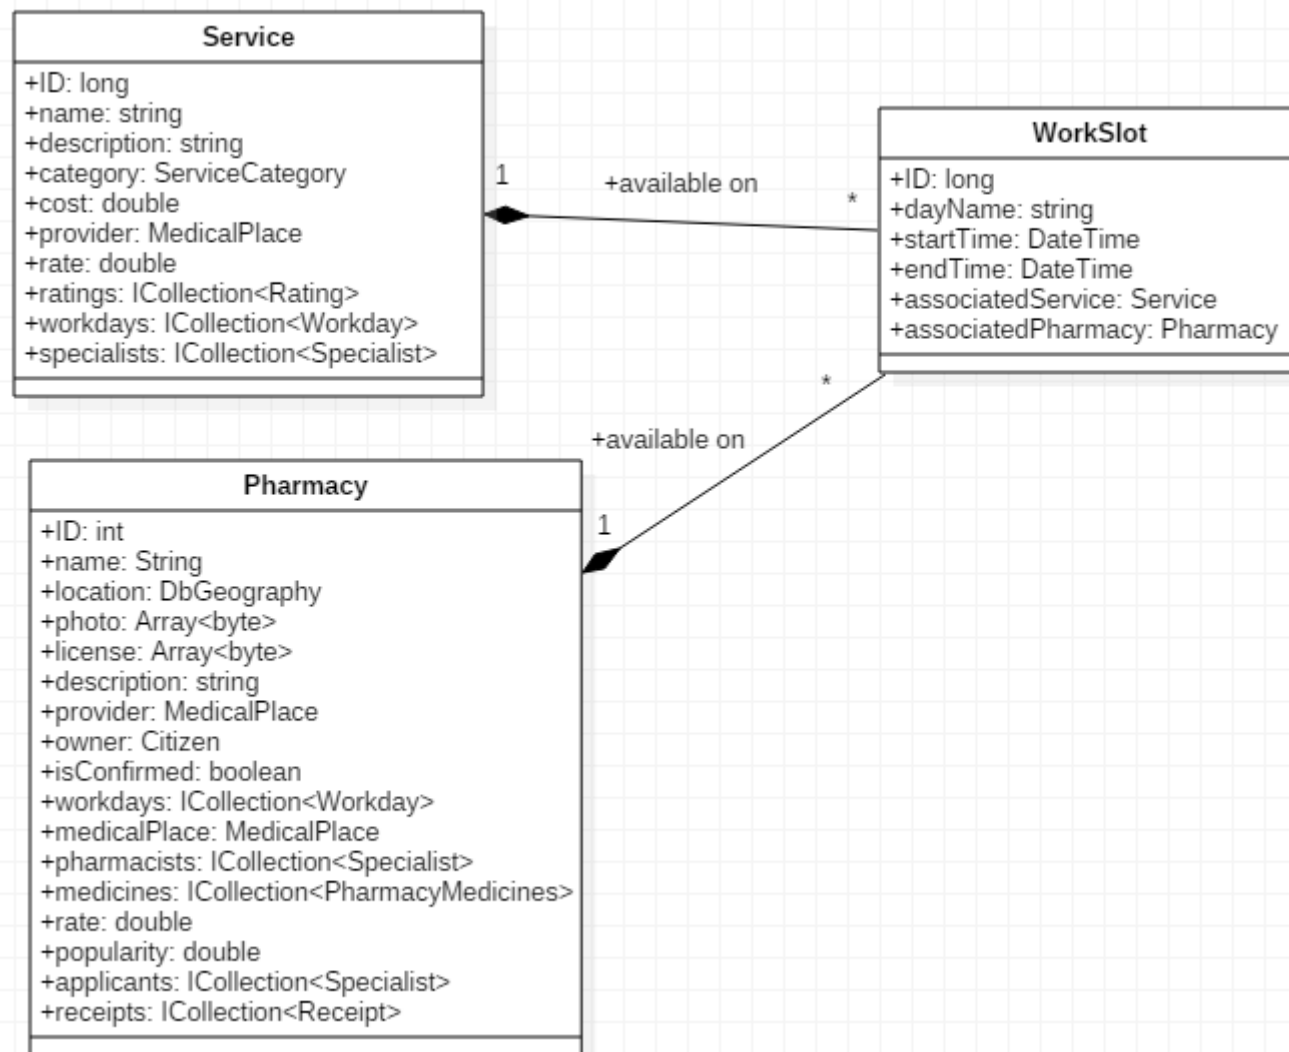 Service
+ID: long
+name: string
+description: string
+category: ServiceCategory
+cost: double
+provider: MedicalPlace
+rate: double
+ratings: ICollection<Rating>
+workdays: ICollection<Workday>
+specialists: ICollection<Specialist>
1
+available on
*
WorkSlot
+ID: long
+dayName: string
+startTime: DateTime
+endTime: DateTime
+associatedService: Service
+associatedPharmacy: Pharmacy
*
+available on
1
Pharmacy
+ID: int
+name: String
+location: DbGeography
+photo: Array<byte>
+license: Array<byte>
+description: string
+provider: MedicalPlace
+owner: Citizen
+isConfirmed: boolean
+workdays: ICollection<Workday>
+medicalPlace: MedicalPlace
+pharmacists: ICollection<Specialist>
+medicines: ICollection<PharmacyMedicines>
+rate: double
+popularity: double
+applicants: ICollection<Specialist>
+receipts: ICollection<Receipt>